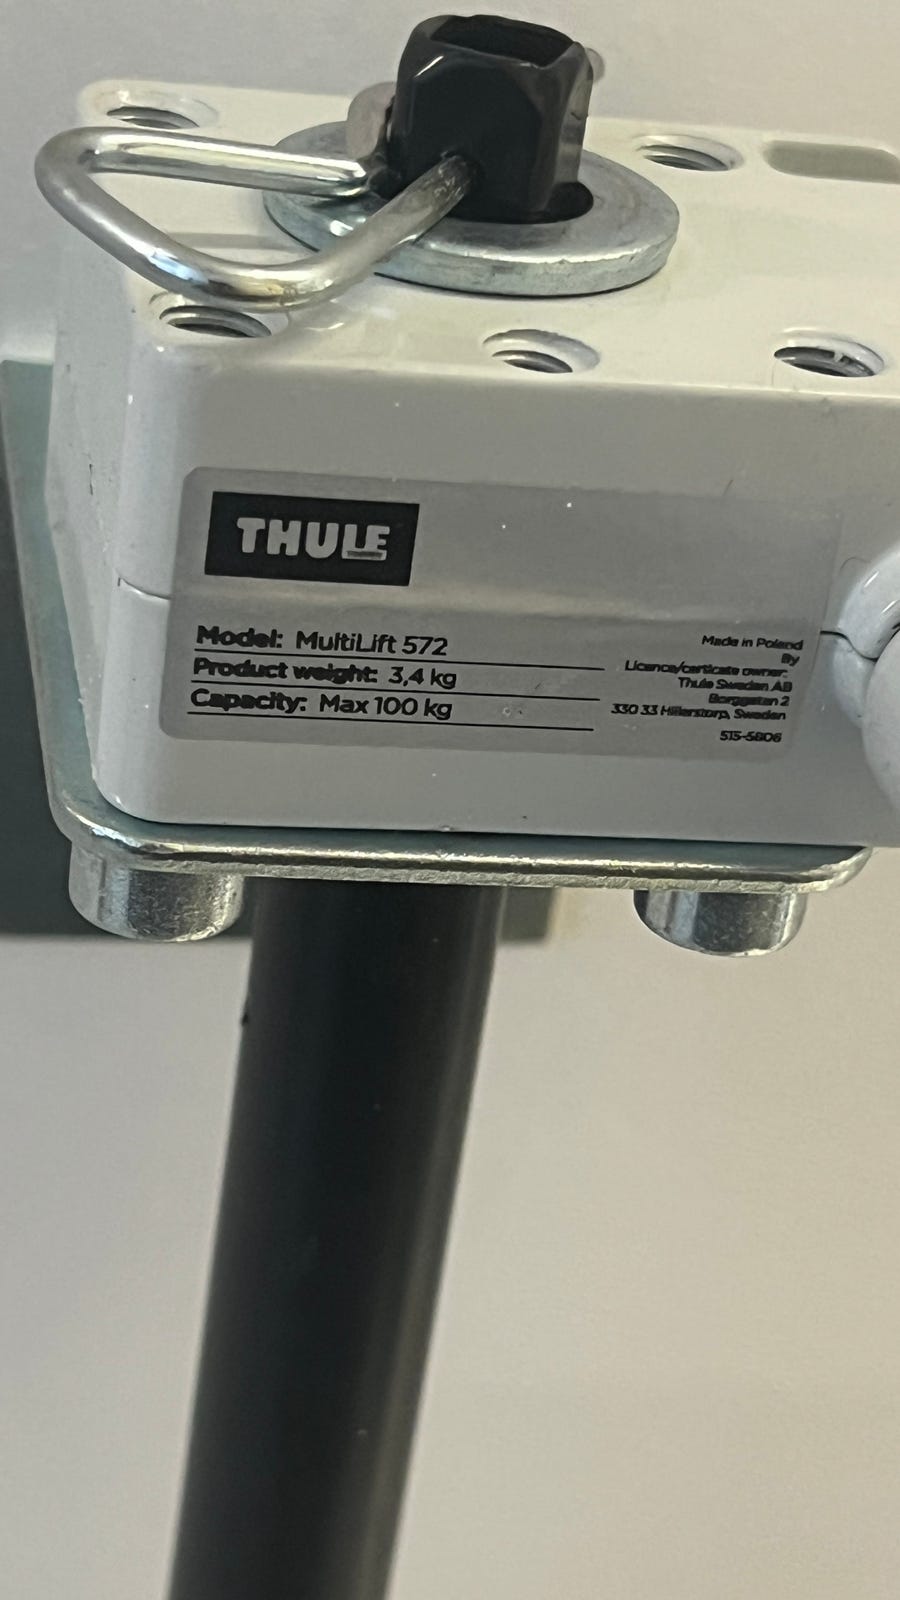 THULE
Model: MultiLift 572
Product weight: 3,4 kg
Capacity: Max 100 kg
Made in Poland
By
Licence/certicate owner:
Thule Sweden AB
Borggatan 2
330 33 Hillerstorp, Sweden
515-5806